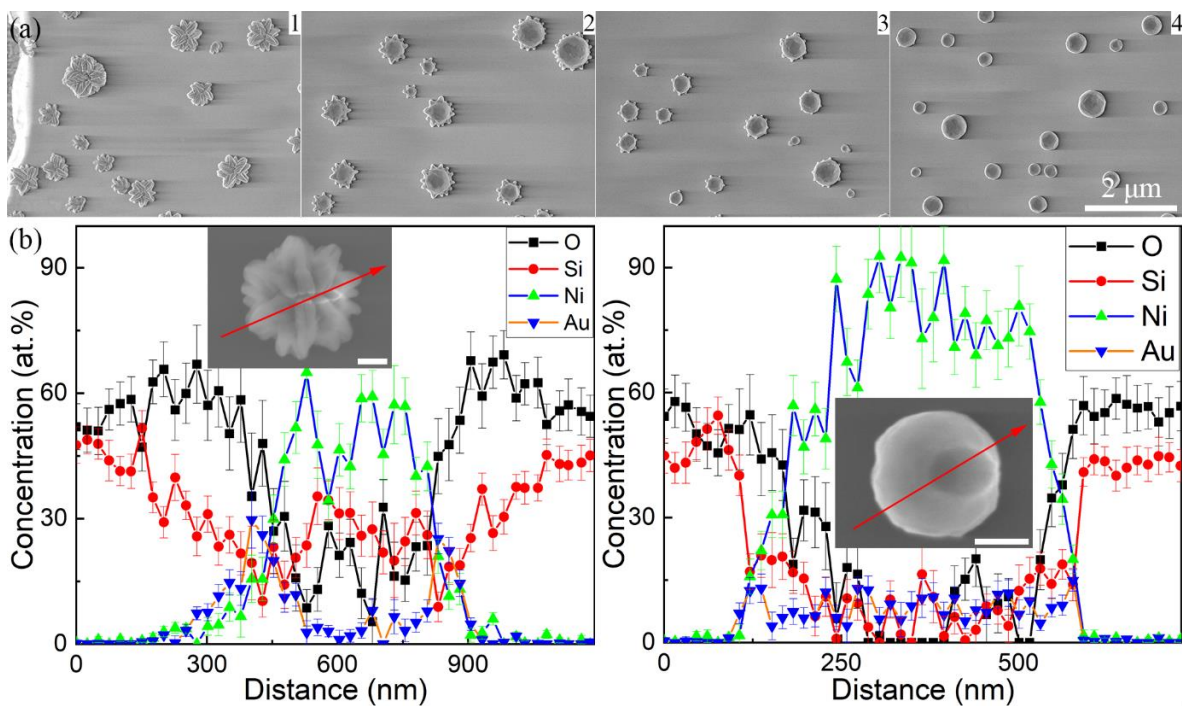 (a)
1
2
3
4
2 μm
(b)
90
60
30
0
Concentration (at.%)
O
Si
Ni
Au
0
300
600
900
Distance (nm)
90
60
30
0
Concentration (at.%)
O
Si
Ni
Au
0
250
500
Distance (nm)